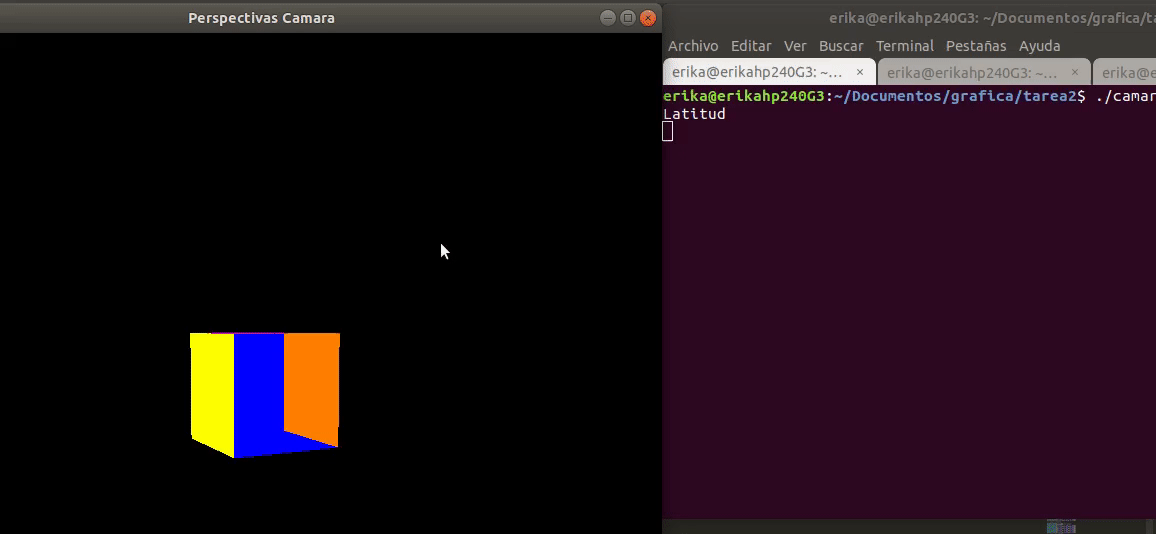 Perspectivas Camara
erika@erikahp240G3: ~/Documentos/grafica/ta
Archivo Editar Ver Buscar Terminal Pestañas Ayuda
erika@erikahp240G3: ~... × erika@erikahp240G3: ~... × erika@e
erika@erikahp240G3:~/Documentos/grafica/tarea2$ ./camar
Latitud